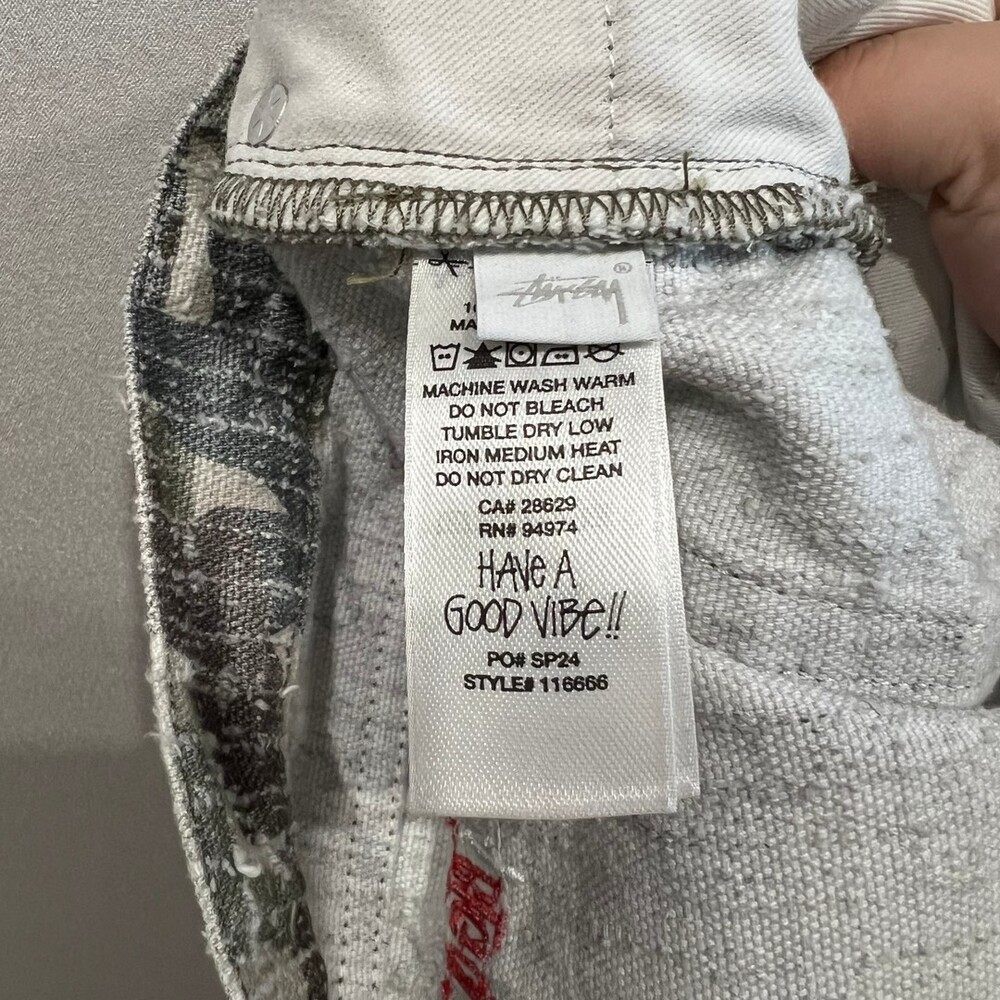 Stüssy
®
MACHINE WASH WARM
DO NOT BLEACH
TUMBLE DRY LOW
IRON MEDIUM HEAT
DO NOT DRY CLEAN
CA# 28629
RN# 94974
HAVe A
GOOD VIBe!!
PO# SP24
STYLE# 116666